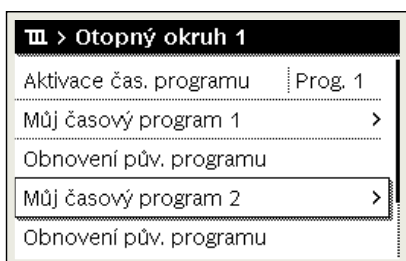 > Otopný okruh 1
Aktivace čas. programu Prog. 1
Můj časový program 1 >
Obnovení pův. programu
Můj časový program 2 >
Obnovení pův. programu